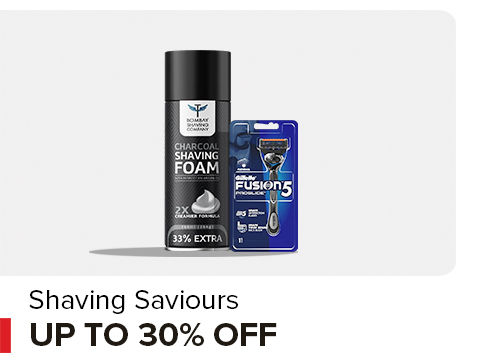 BOMBAY
SHAVING
COMPANY
CHARCOAL
SHAVING
FOAM
2X
CREAMIER FORMULA
33% EXTRA
Gillette
FUSION5
PROGLIDE
Shaving Saviours
UP TO 30% OFF